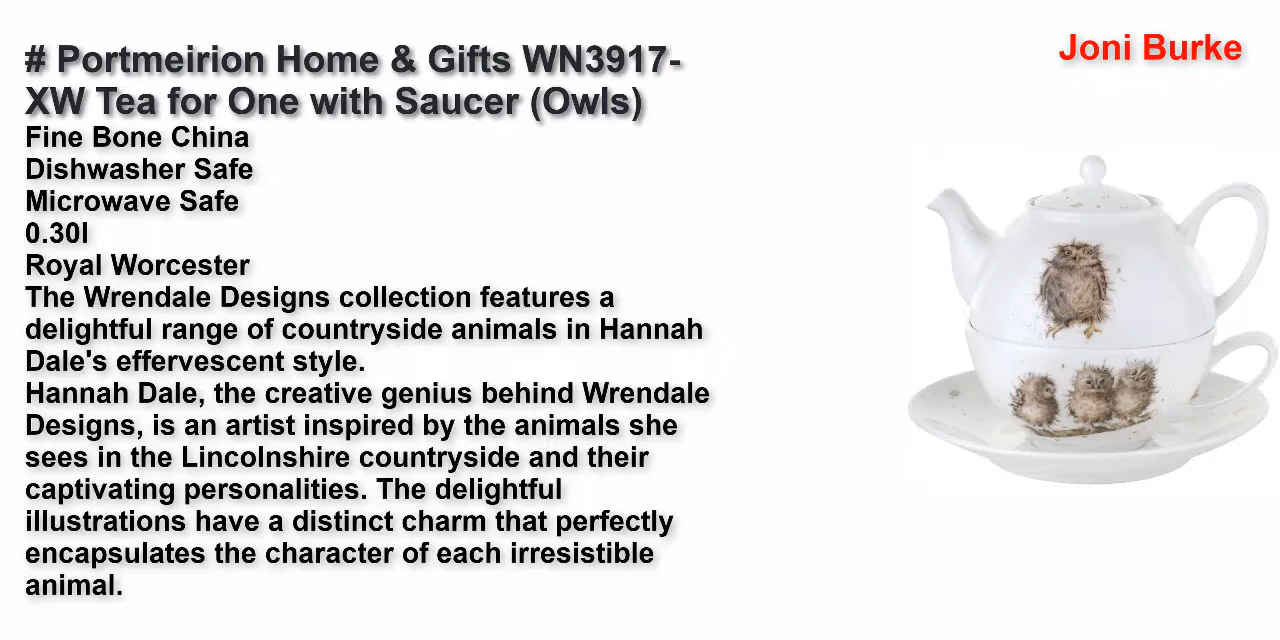 # Portmeirion Home & Gifts WN3917-
XW Tea for One with Saucer (Owls)
Fine Bone China
Dishwasher Safe
Microwave Safe
0.30l
Royal Worcester
The Wrendale Designs collection features a
delightful range of countryside animals in Hannah
Dale's effervescent style.
Hannah Dale, the creative genius behind Wrendale
Designs, is an artist inspired by the animals she
sees in the Lincolnshire countryside and their
captivating personalities. The delightful
illustrations have a distinct charm that perfectly
encapsulates the character of each irresistible
animal.
Joni Burke